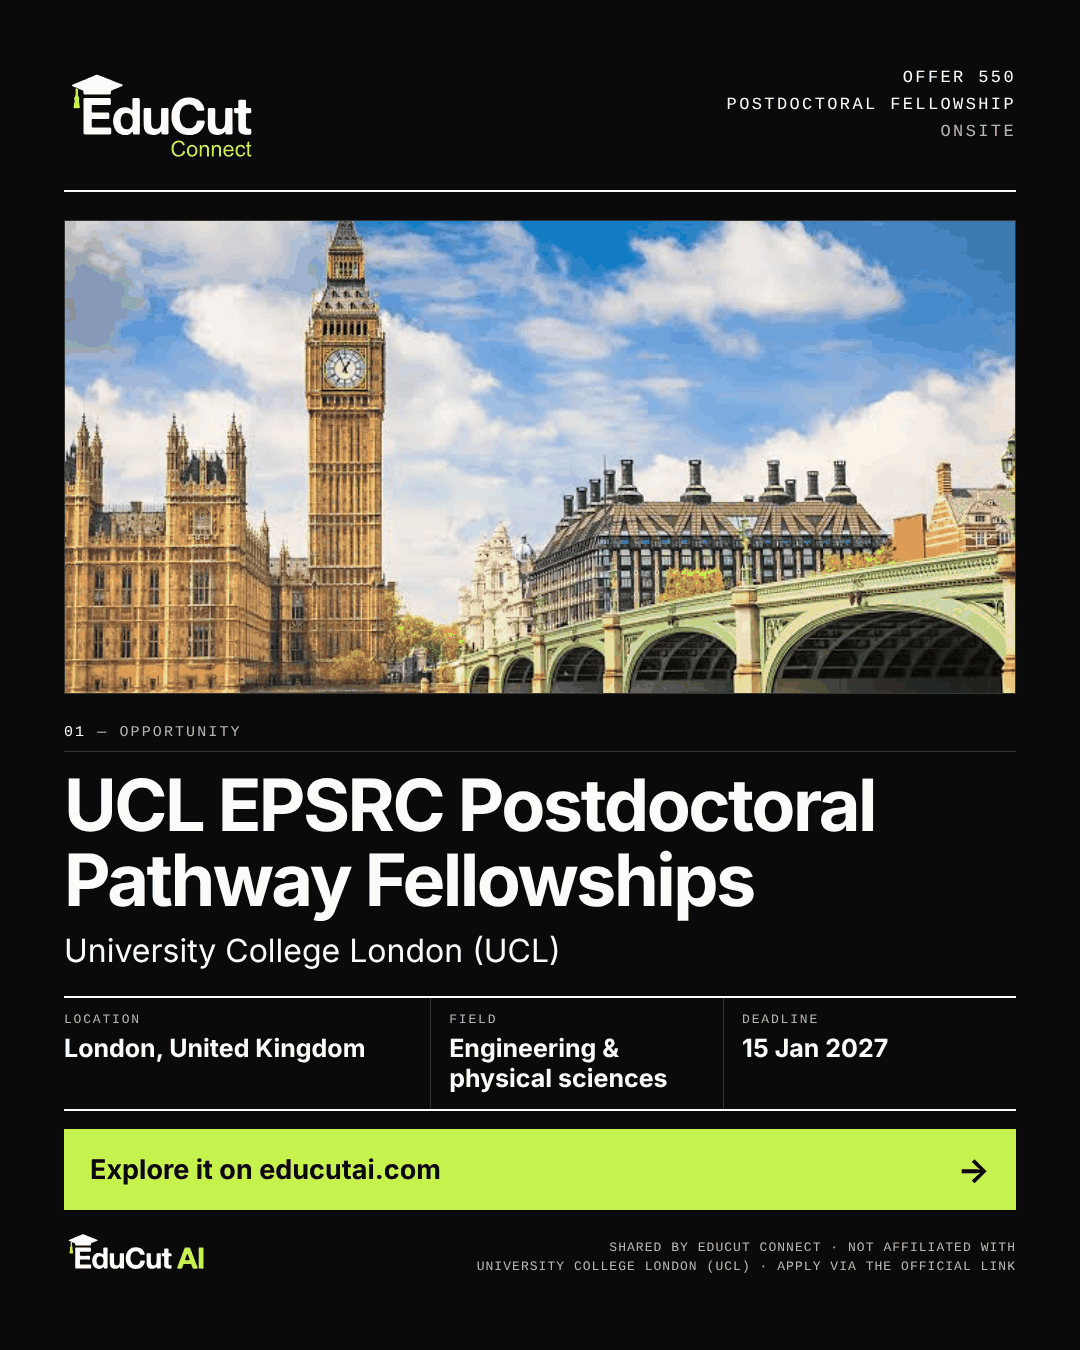 EduCut
Connect
OFFER 550
POSTDOCTORAL FELLOWSHIP
ONSITE
01 — OPPORTUNITY
UCL EPSRC Postdoctoral
Pathway Fellowships
University College London (UCL)
LOCATION
London, United Kingdom
FIELD
Engineering &
physical sciences
DEADLINE
15 Jan 2027
Explore it on educutai.com →
EduCut AI
SHARED BY EDUCUT CONNECT · NOT AFFILIATED WITH
UNIVERSITY COLLEGE LONDON (UCL) · APPLY VIA THE OFFICIAL LINK